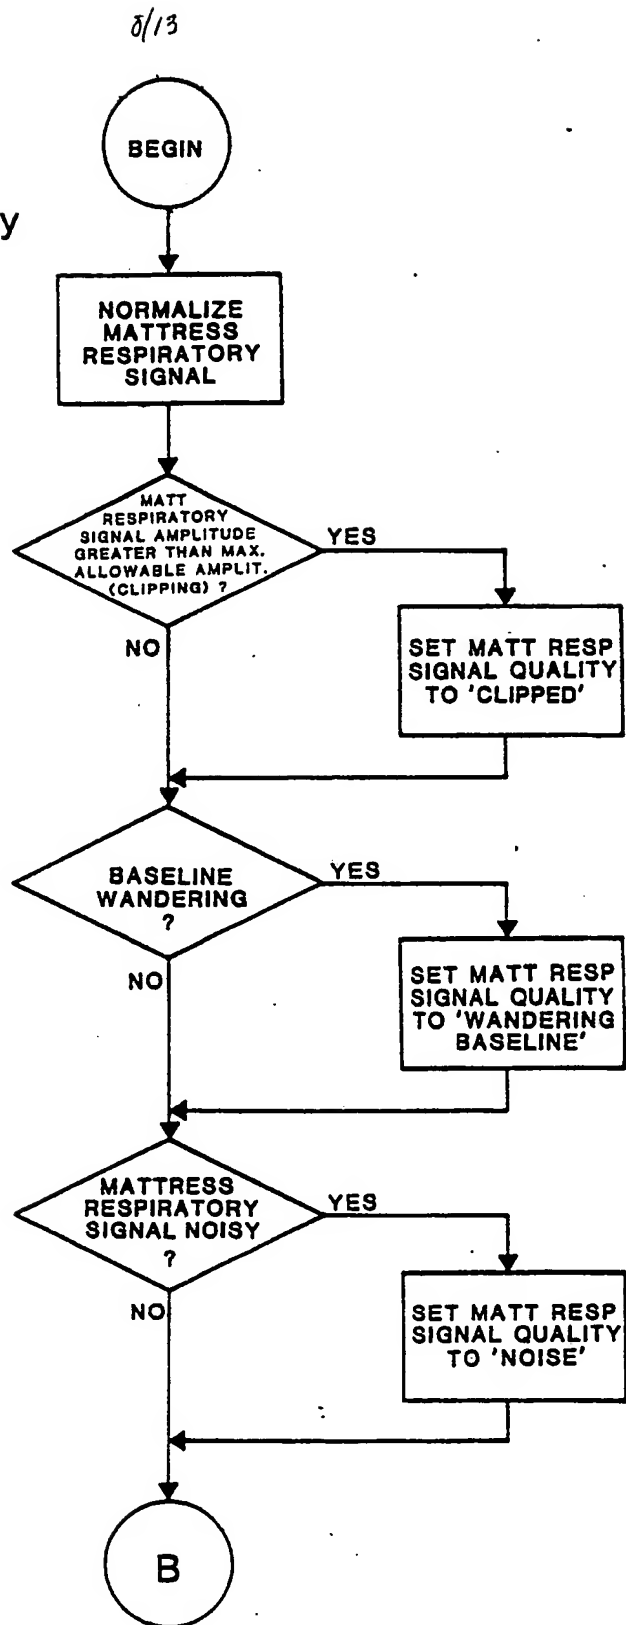 8/13
BEGIN
y
NORMALIZE
MATTRESS
RESPIRATORY
SIGNAL
MATT
RESPIRATORY
SIGNAL AMPLITUDE
GREATER THAN MAX.
ALLOWABLE AMPLIT.
(CLIPPING) ?
YES
NO
SET MATT RESP
SIGNAL QUALITY
TO 'CLIPPED'
BASELINE
WANDERING
?
YES
NO
SET MATT RESP
SIGNAL QUALITY
TO 'WANDERING
BASELINE'
MATTRESS
RESPIRATORY
SIGNAL NOISY
?
YES
NO
SET MATT RESP
SIGNAL QUALITY
TO 'NOISE'
B